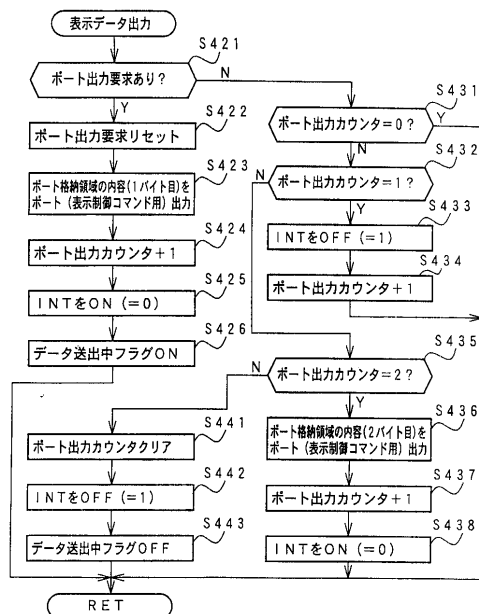 表示データ出力
S421
ポート出力要求あり?
N
Y
S422
ポート出力要求リセット
S423
ポート格納領域の内容(1バイト目)を
ポート(表示制御コマンド用)出力
S424
ポート出力カウンタ+1
S425
INTをON(=0)
S426
データ送出中フラグON
S431
ポート出力カウンタ=0?
Y
N
S432
ポート出力カウンタ=1?
N
Y
S433
INTをOFF(=1)
S434
ポート出力カウンタ+1
S435
ポート出力カウンタ=2?
N
Y
S436
ポート格納領域の内容(2バイト目)を
ポート(表示制御コマンド用)出力
S437
ポート出力カウンタ+1
S438
INTをON(=0)
S441
ポート出力カウンタクリア
S442
INTをOFF(=1)
S443
データ送出中フラグOFF
RET